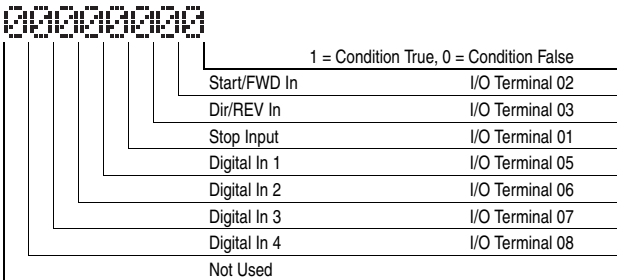 00000000
1 = Condition True, 0 = Condition False
Start/FWD In I/O Terminal 02
Dir/REV In I/O Terminal 03
Stop Input I/O Terminal 01
Digital In 1 I/O Terminal 05
Digital In 2 I/O Terminal 06
Digital In 3 I/O Terminal 07
Digital In 4 I/O Terminal 08
Not Used